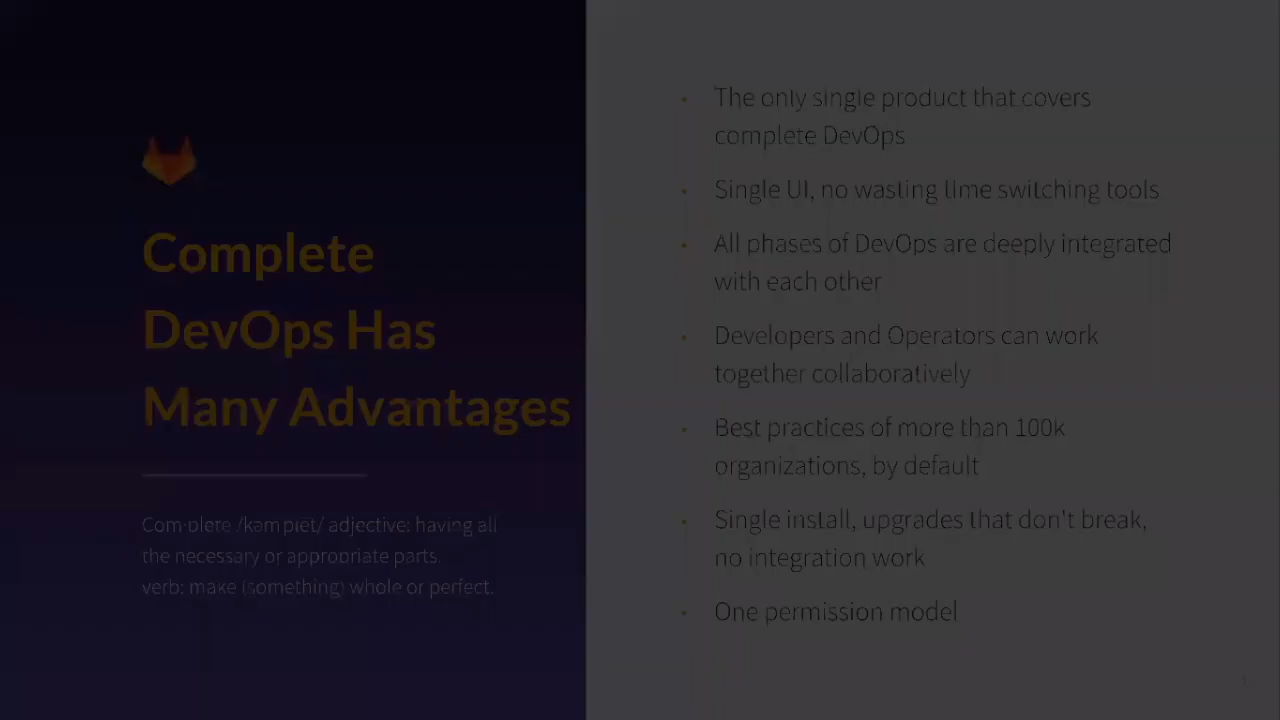 Complete
DevOps Has
Many Advantages
Com·plete /kəmˈplēt/ adjective: having all
the necessary or appropriate parts.
verb: make (something) whole or perfect.
The only single product that covers
complete DevOps
Single UI, no wasting time switching tools
All phases of DevOps are deeply integrated
with each other
Developers and Operators can work
together collaboratively
Best practices of more than 100k
organizations, by default
Single install, upgrades that don't break,
no integration work
One permission model